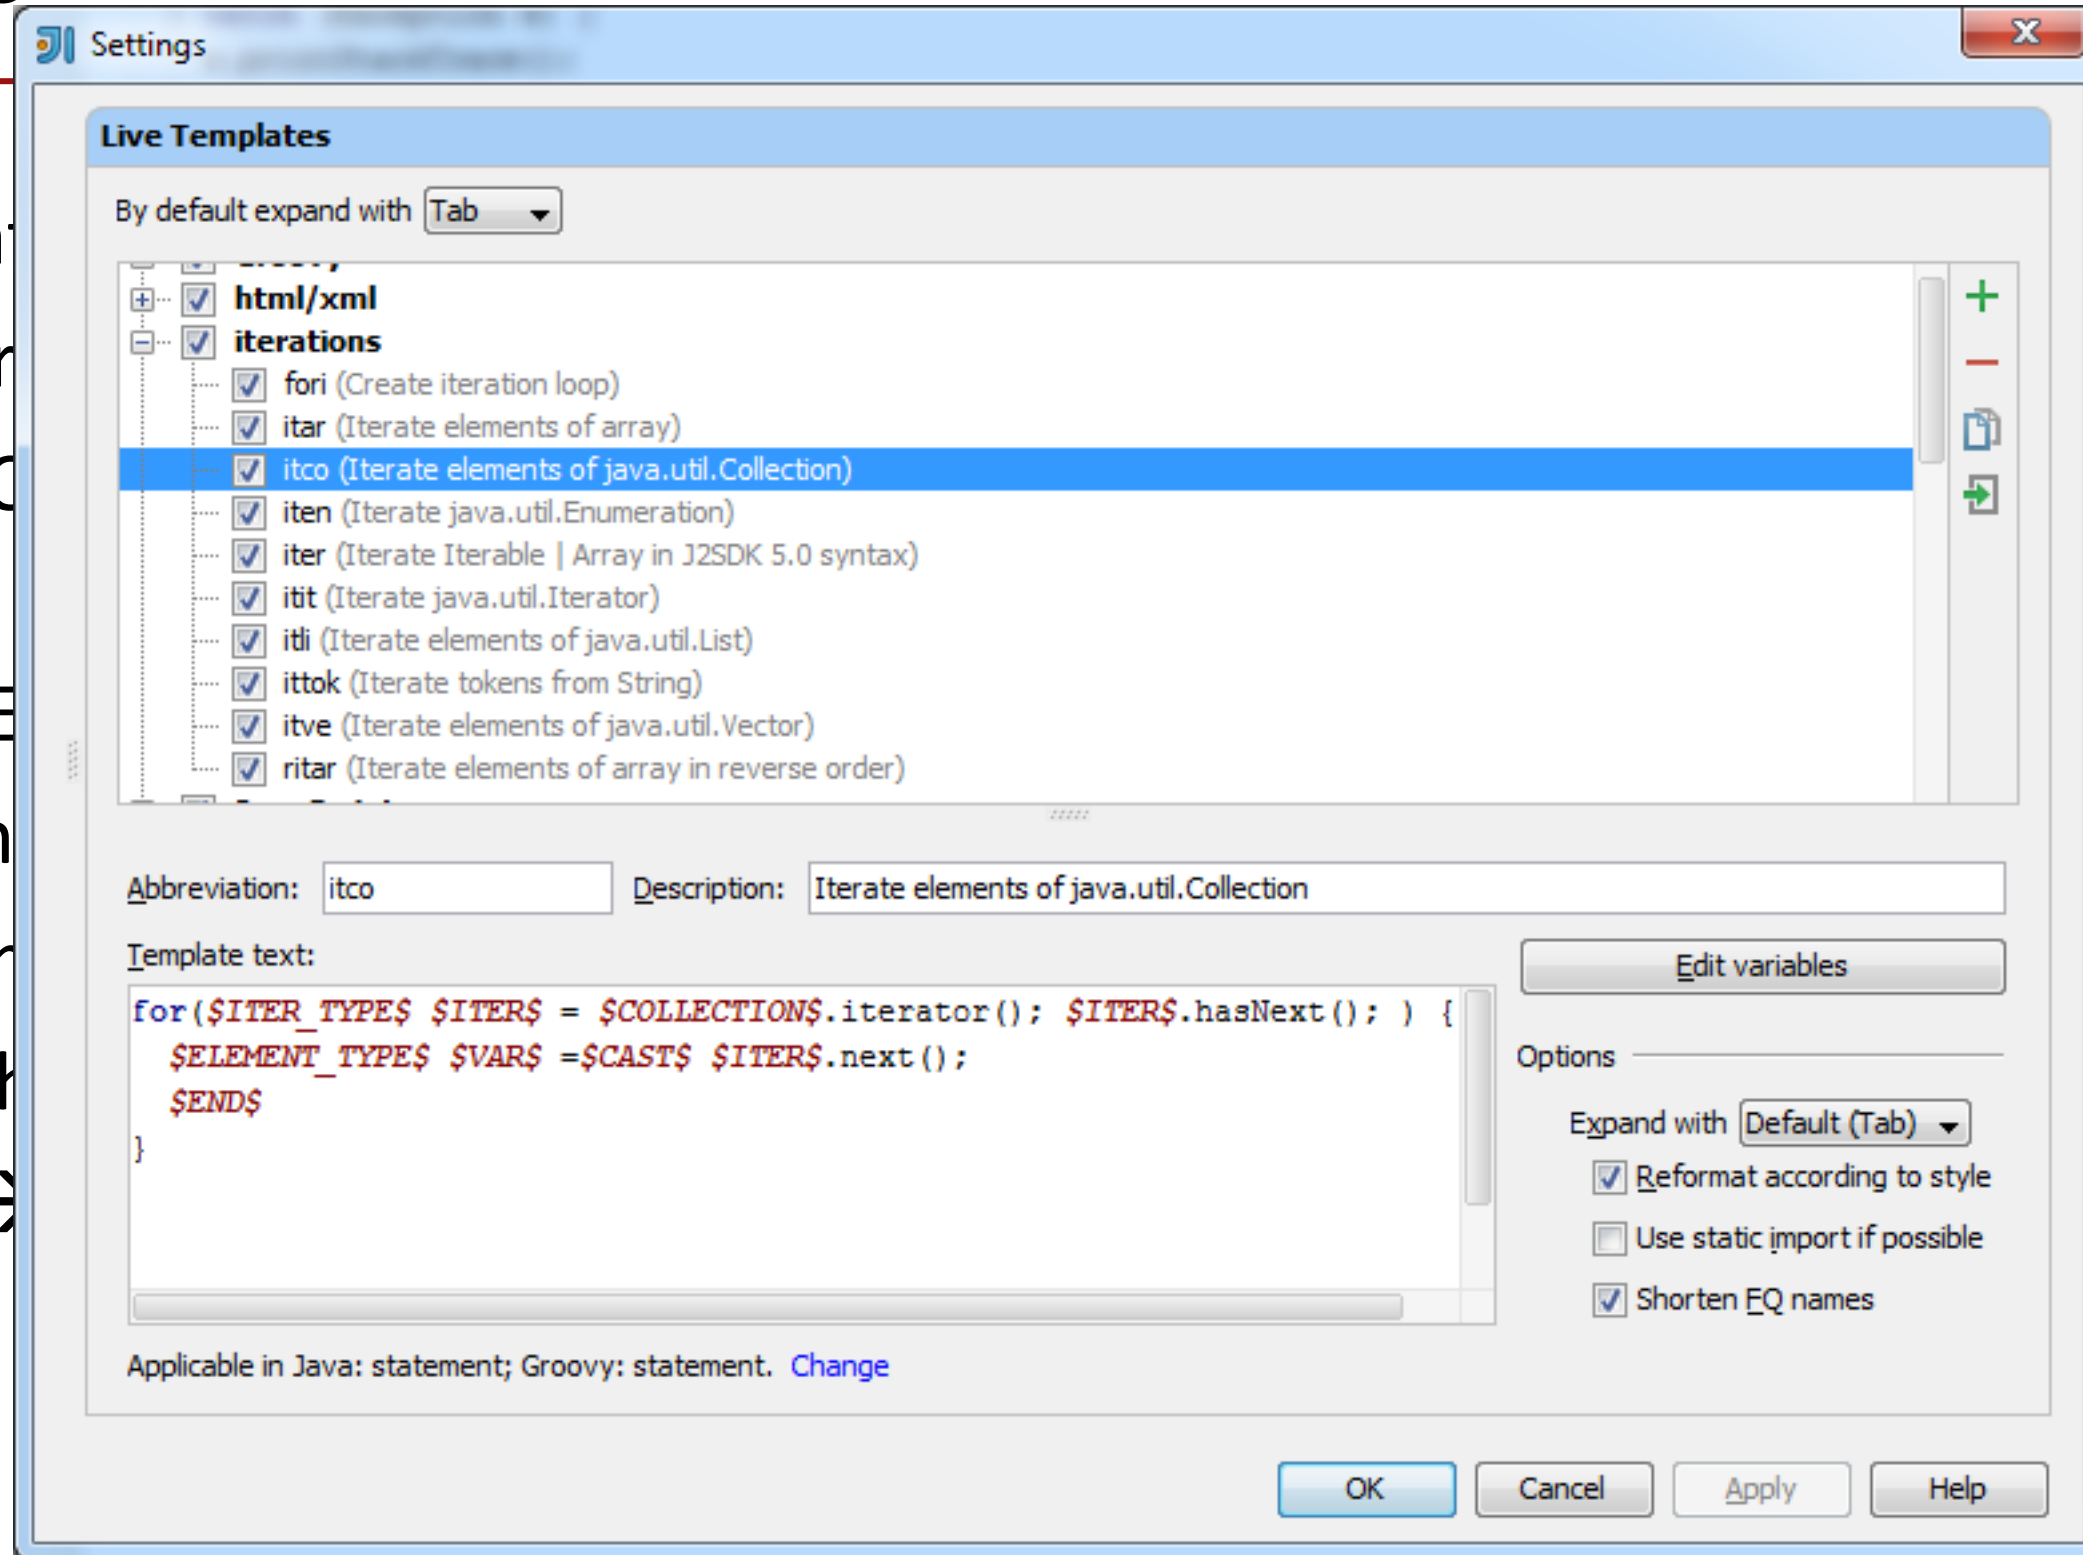 Settings
Live Templates
By default expand with Tab
html/xml
iterations
fori (Create iteration loop)
itar (Iterate elements of array)
itco (Iterate elements of java.util.Collection)
iten (Iterate java.util.Enumeration)
iter (Iterate Iterable | Array in J2SDK 5.0 syntax)
itit (Iterate java.util.Iterator)
itli (Iterate elements of java.util.List)
ittok (Iterate tokens from String)
itve (Iterate elements of java.util.Vector)
ritar (Iterate elements of array in reverse order)
Abbreviation: itco Description: Iterate elements of java.util.Collection
Template text:
Edit variables
for($ITER_TYPE$ $ITER$ = $COLLECTION$.iterator(); $ITER$.hasNext(); ) {
$ELEMENT_TYPE$ $VAR$ =$CAST$ $ITER$.next();
$END$
}
Options
Expand with Default (Tab)
Reformat according to style
Use static import if possible
Shorten FQ names
Applicable in Java: statement; Groovy: statement. Change
OK Cancel Apply Help